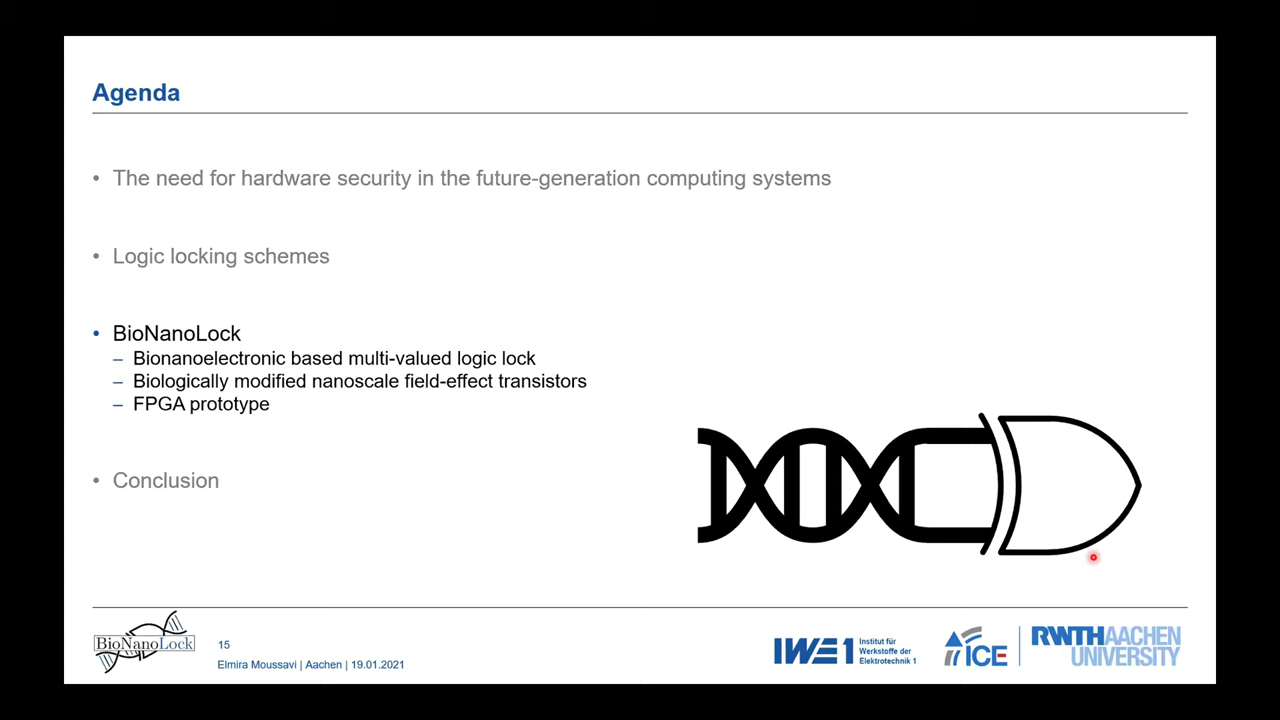 Agenda
• The need for hardware security in the future-generation computing systems
• Logic locking schemes
• BioNanoLock
– Bionanoelectronic based multi-valued logic lock
– Biologically modified nanoscale field-effect transistors
– FPGA prototype
• Conclusion
BioNanoLock
15
Elmira Moussavi | Aachen | 19.01.2021
IWE1
Institut für
Werkstoffe der
Elektrotechnik 1
ICE
RWTHAACHEN
UNIVERSITY